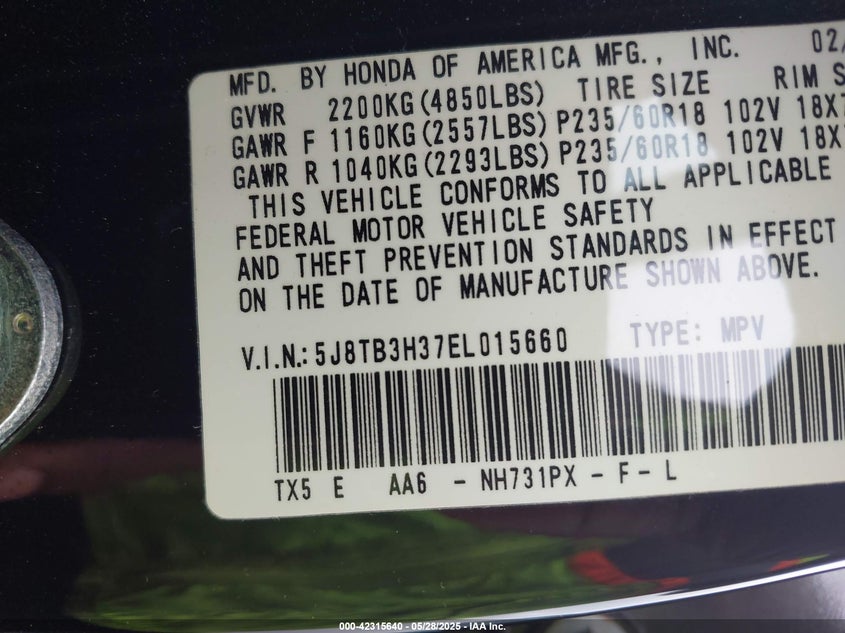 MFD. BY HONDA OF AMERICA MFG., INC. 02/
GVWR 2200KG(4850LBS) TIRE SIZE RIM S
GAWR F 1160KG(2557LBS) P235/60R18 102V 18X7
GAWR R 1040KG(2293LBS) P235/60R18 102V 18X7
THIS VEHICLE CONFORMS TO ALL APPLICABLE
FEDERAL MOTOR VEHICLE SAFETY
AND THEFT PREVENTION STANDARDS IN EFFECT
ON THE DATE OF MANUFACTURE SHOWN ABOVE.
V.I.N.: 5J8TB3H37EL015660 TYPE: MPV
TX5 E AA6 - NH731PX - F - L
000-42315640 - 05/28/2025 - IAA Inc.